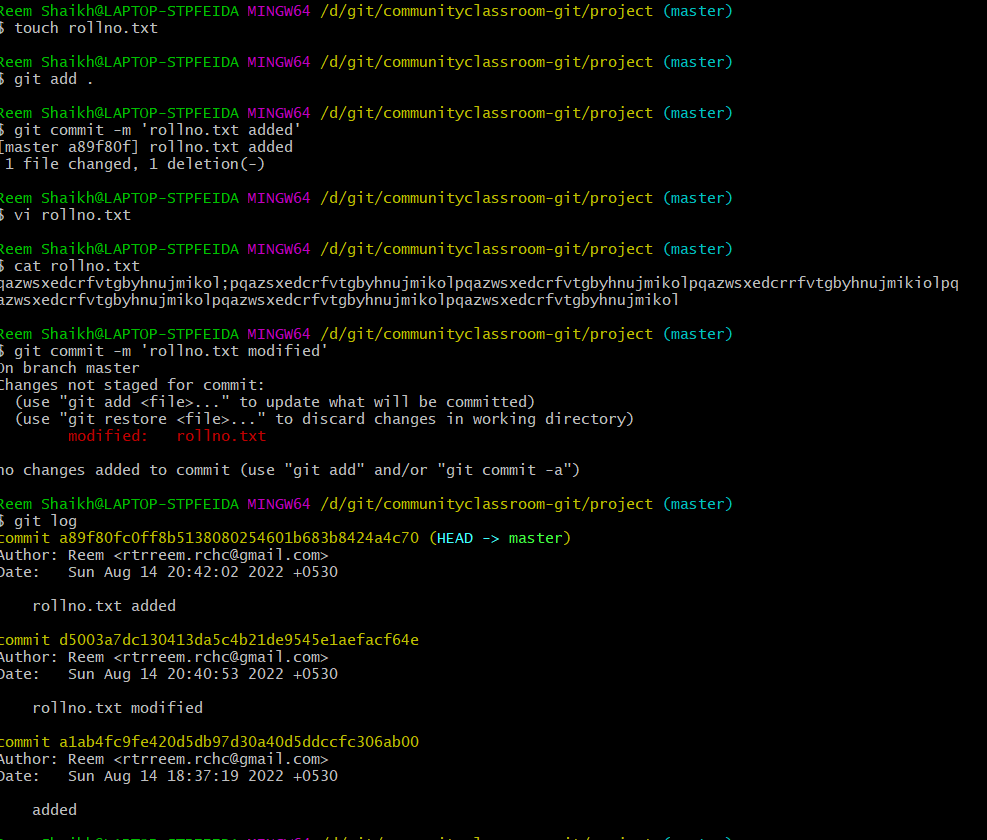 Reem Shaikh@LAPTOP-STPFEIDA MINGW64 /d/git/communityclassroom-git/project (master)
$ touch rollno.txt
Reem Shaikh@LAPTOP-STPFEIDA MINGW64 /d/git/communityclassroom-git/project (master)
$ git add .
Reem Shaikh@LAPTOP-STPFEIDA MINGW64 /d/git/communityclassroom-git/project (master)
$ git commit -m 'rollno.txt added'
[master a89f80f] rollno.txt added
1 file changed, 1 deletion(-)
Reem Shaikh@LAPTOP-STPFEIDA MINGW64 /d/git/communityclassroom-git/project (master)
$ vi rollno.txt
Reem Shaikh@LAPTOP-STPFEIDA MINGW64 /d/git/communityclassroom-git/project (master)
$ cat rollno.txt
qazwsxedcrfvtgbyhnujmikol;pqazsxedcrfvtgbyhnujmikolpqazwsxedcrfvtgbyhnujmikolpqazwsxedcrrfvtgbyhnujmikiolpq
azwsxedcrfvtgbyhnujmikolpqazwsxedcrfvtgbyhnujmikolpqazwsxedcrfvtgbyhnujmikol
Reem Shaikh@LAPTOP-STPFEIDA MINGW64 /d/git/communityclassroom-git/project (master)
$ git commit -m 'rollno.txt modified'
On branch master
Changes not staged for commit:
(use "git add <file>..." to update what will be committed)
(use "git restore <file>..." to discard changes in working directory)
modified: rollno.txt
no changes added to commit (use "git add" and/or "git commit -a")
Reem Shaikh@LAPTOP-STPFEIDA MINGW64 /d/git/communityclassroom-git/project (master)
$ git log
commit a89f80fc0ff8b5138080254601b683b8424a4c70 (HEAD -> master)
Author: Reem <rtrreem.rchc@gmail.com>
Date: Sun Aug 14 20:42:02 2022 +0530
rollno.txt added
commit d5003a7dc130413da5c4b21de9545e1aefacf64e
Author: Reem <rtrreem.rchc@gmail.com>
Date: Sun Aug 14 20:40:53 2022 +0530
rollno.txt modified
commit a1ab4fc9fe420d5db97d30a40d5ddccfc306ab00
Author: Reem <rtrreem.rchc@gmail.com>
Date: Sun Aug 14 18:37:19 2022 +0530
added